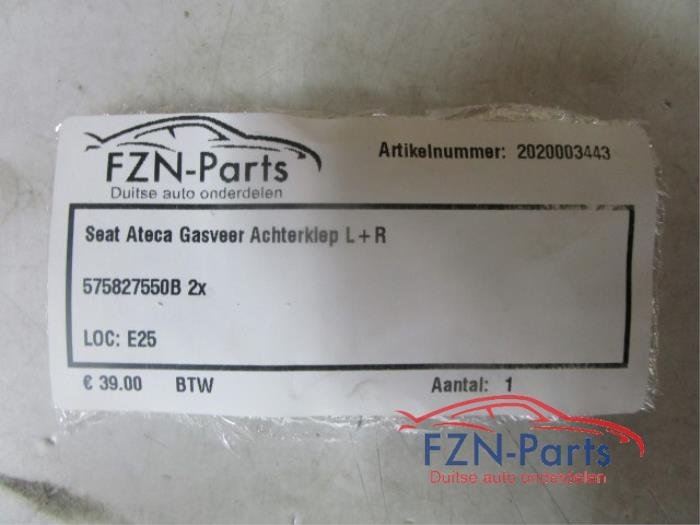 FZN-Parts
Duitse auto onderdelen
Artikelnummer: 2020003443
Seat Ateca Gasveer Achterklep L + R
575827550B 2x
LOC: E25
€ 39.00 BTW Aantal: 1
FZN-Parts
Duitse auto onderdelen